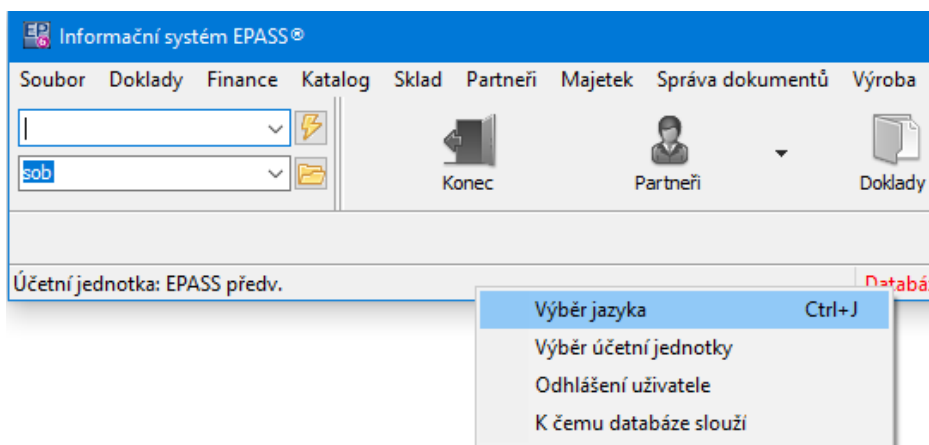 Informační systém EPASS®
Soubor Doklady Finance Katalog Sklad Partneři Majetek Správa dokumentů Výroba
sob
Konec Partneři Doklady
Účetní jednotka: EPASS předv.
Výběr jazyka Ctrl+J
Výběr účetní jednotky
Odhlášení uživatele
K čemu databáze slouží